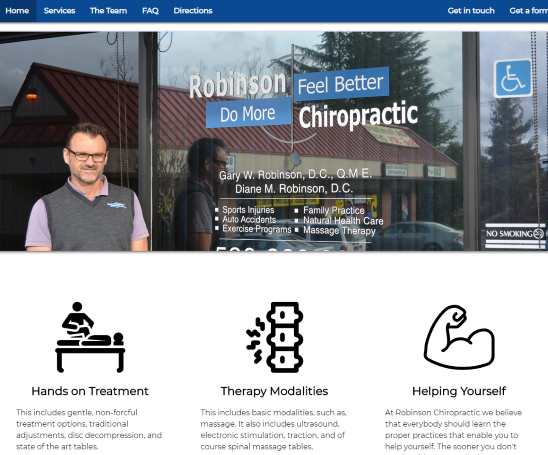 Home Services The Team FAQ Directions Get in touch Get a form
Robinson Feel Better
Do More Chiropractic
Gary W. Robinson, D.C., Q.M.E.
Diane M. Robinson, D.C.
Sports Injuries Family Practice
Auto Accidents Natural Health Care
Exercise Programs Massage Therapy
NO SMOKING
Hands on Treatment Therapy Modalities Helping Yourself
This includes gentle, non-forcful
treatment options, traditional
adjustments, disc decompression, and
state of the art tables.
This includes basic modalities, such as,
massage. It also includes ultrasound,
electronic stimulation, traction, and of
course spinal massage tables.
At Robinson Chiropractic we believe
that everybody should learn the
proper practices that enable you to
help yourself. The sooner you don't